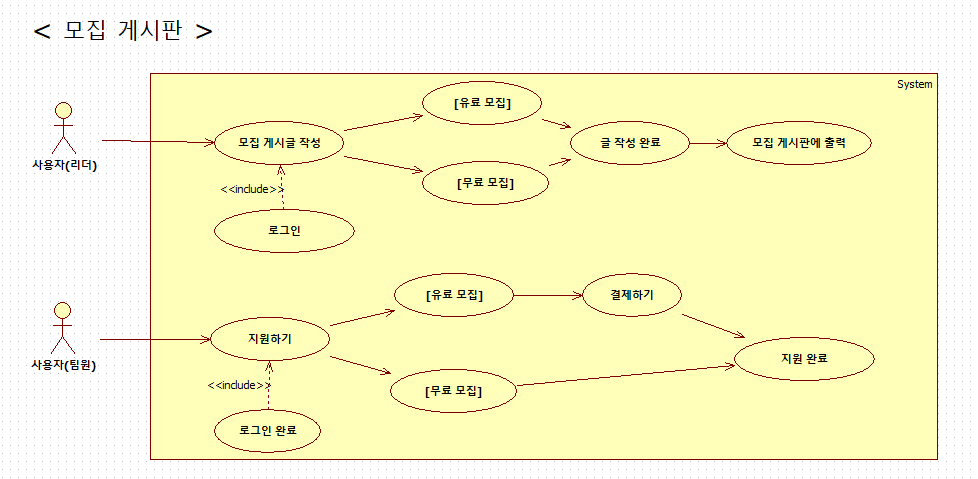 < 모집 게시판 >
System
[유료 모집]
모집 게시글 작성
글 작성 완료
모집 게시판에 출력
사용자(리더)
[무료 모집]
<<include>>
로그인
[유료 모집]
결제하기
지원하기
사용자(팀원)
지원 완료
<<include>>
[무료 모집]
로그인 완료